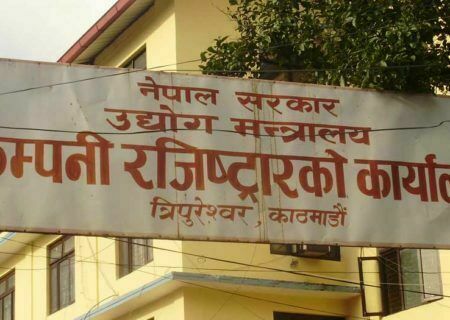 नेपाल सरकार
उद्योग मन्त्रालय
कम्पनी रजिष्ट्रारको कार्याल
त्रिपुरेश्वर, काठमाडौं